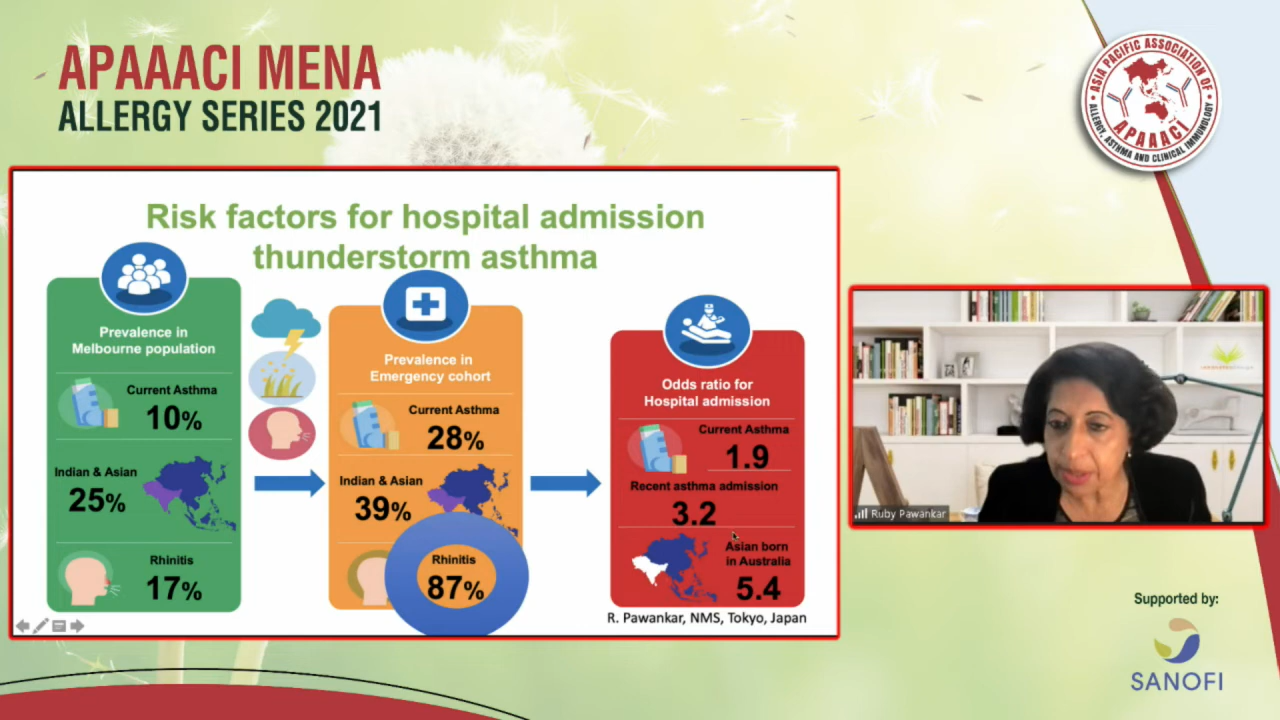 APAAACI MENA
ALLERGY SERIES 2021
ASIA PACIFIC ASSOCIATION OF
ALLERGY, ASTHMA AND CLINICAL IMMUNOLOGY
APAAACI
Risk factors for hospital admission
thunderstorm asthma
Prevalence in
Melbourne population
Current Asthma
10%
Indian & Asian
25%
Rhinitis
17%
Prevalence in
Emergency cohort
Current Asthma
28%
Indian & Asian
39%
Rhinitis
87%
Odds ratio for
Hospital admission
Current Asthma
1.9
Recent asthma admission
3.2
Asian born
in Australia
5.4
R. Pawankar, NMS, Tokyo, Japan
Ruby Pawankar
Supported by:
SANOFI